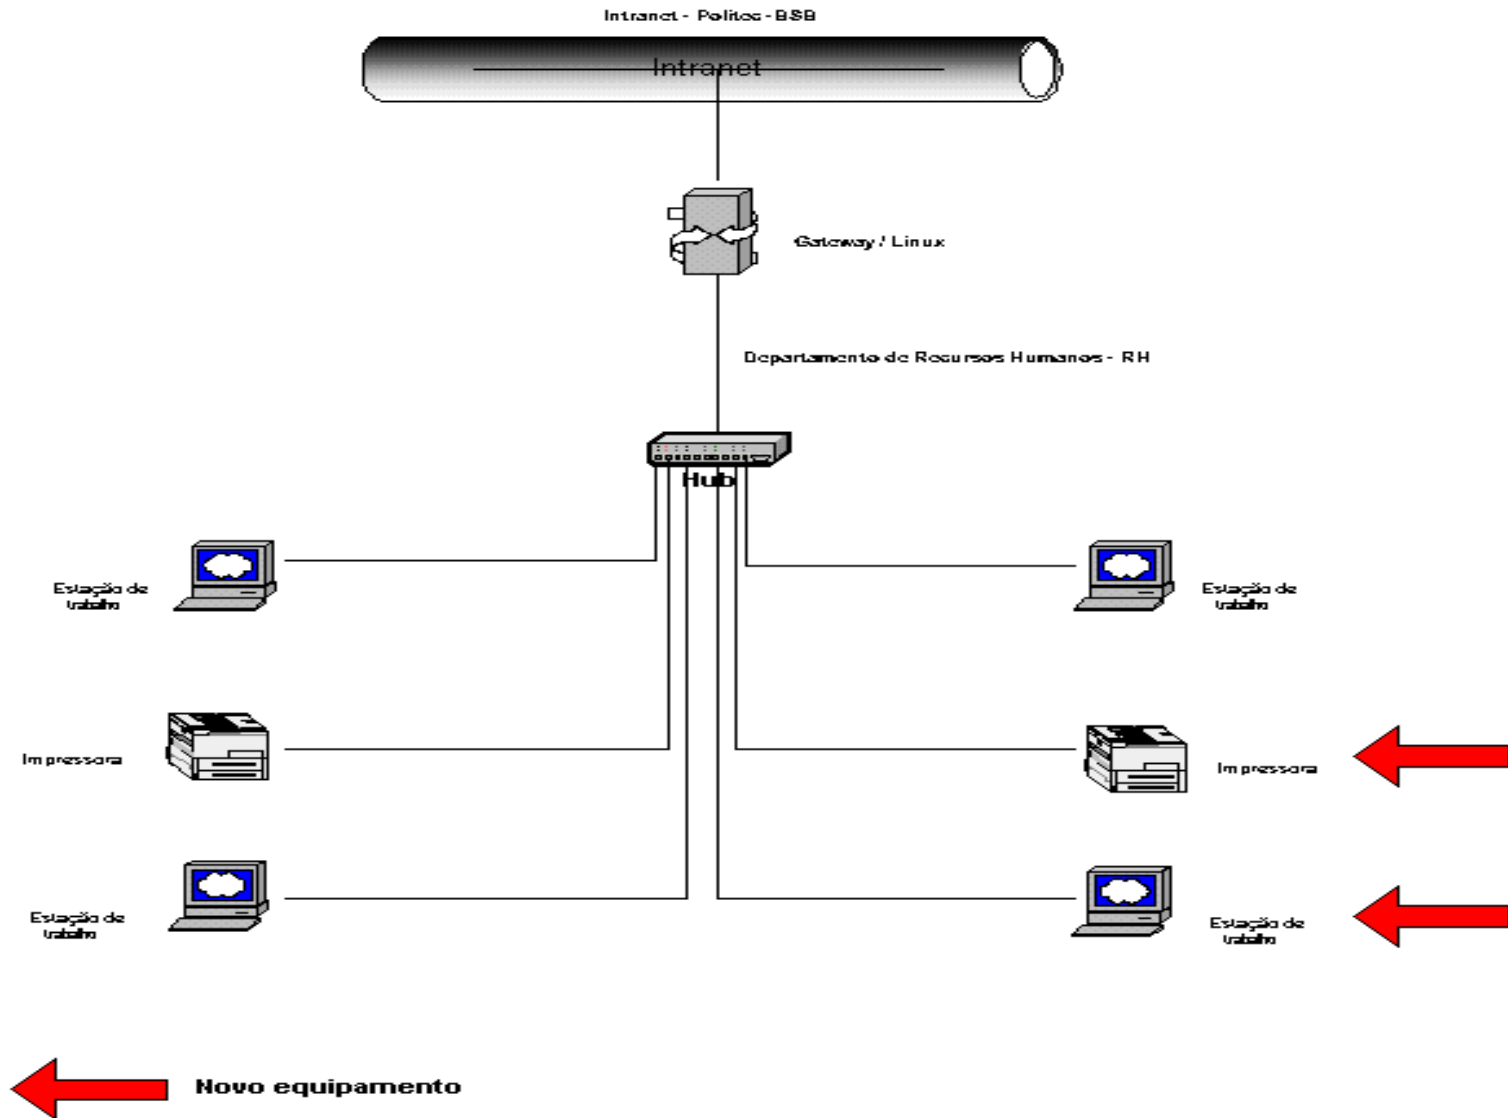 Intranet - Politos - BSB
Intranet
Gateway / Linux
Departamento de Recursos Humanos - RH
Hub
Estação de
trabalho
Estação de
trabalho
Impressora
Impressora
Estação de
trabalho
Estação de
trabalho
Novo equipamento